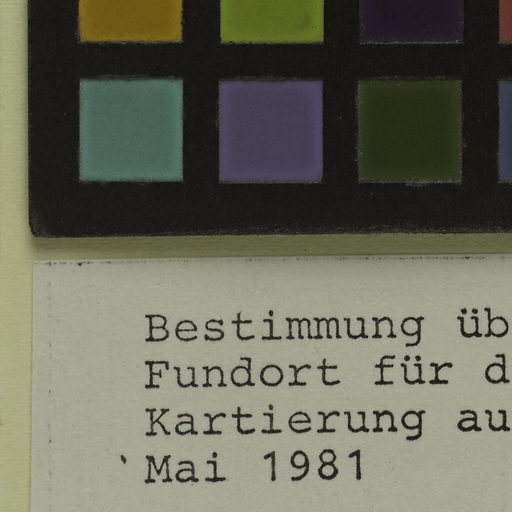 Bestimmung üb
Fundort für d
Kartierung au
Mai 1981